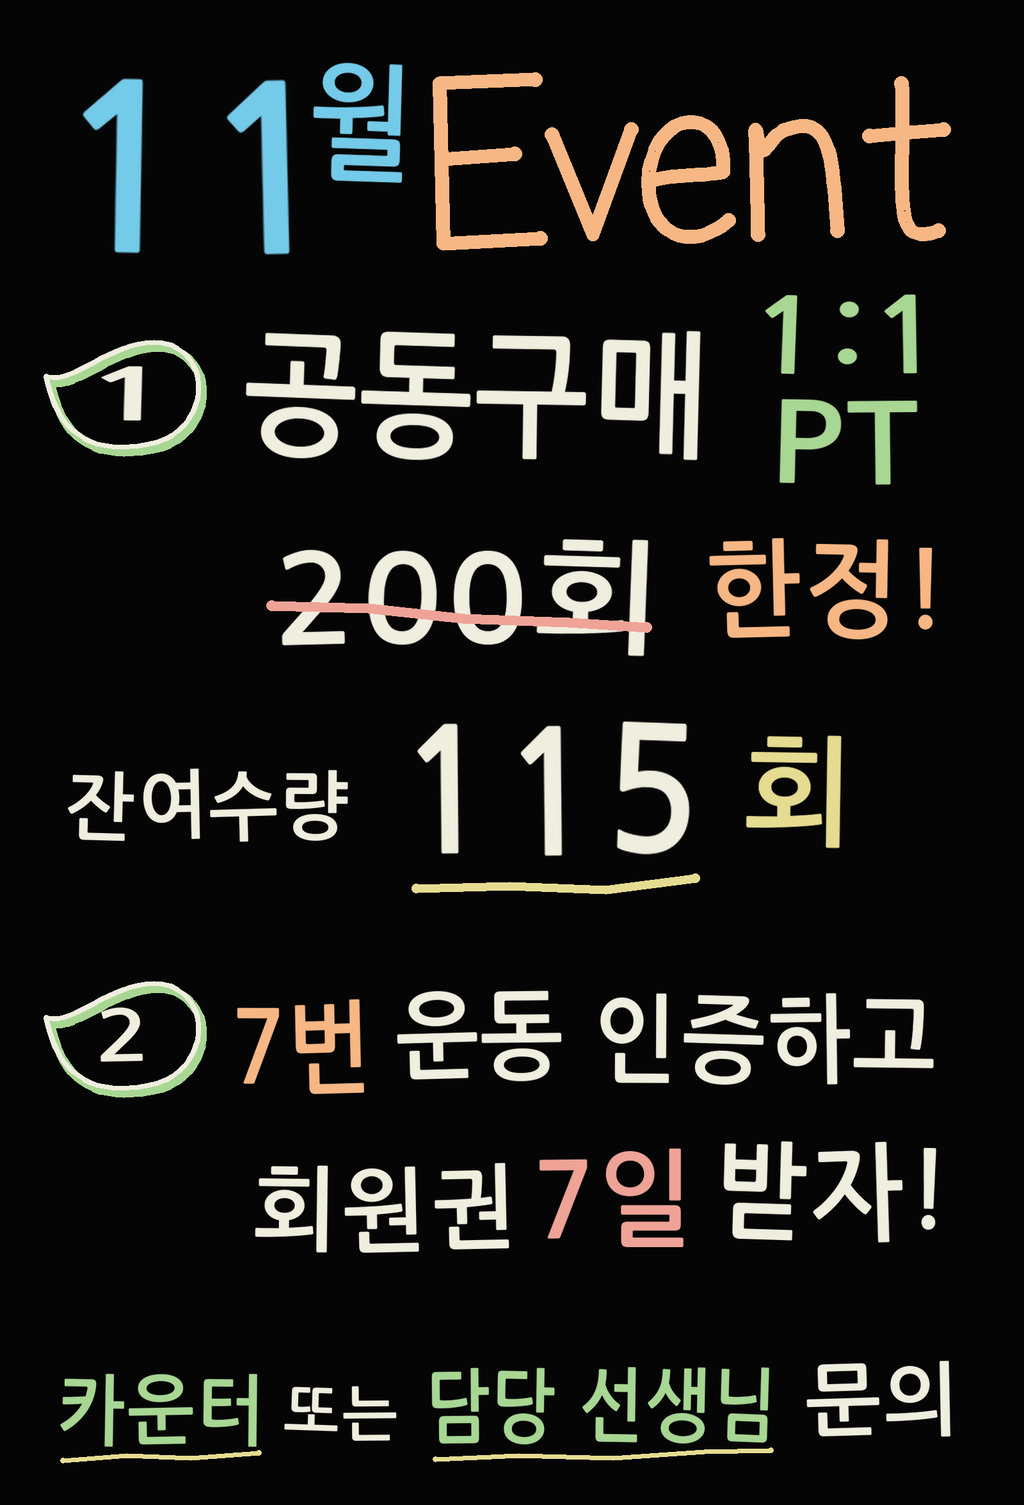 11월 Event
1 공동구매 1:1 PT
200회 한정!
잔여수량 115 회
2 7번 운동 인증하고
회원권 7일 받자!
카운터 또는 담당 선생님 문의